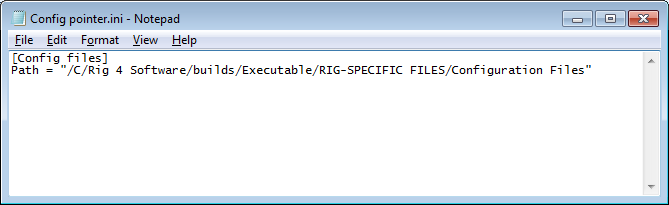 Config pointer.ini - Notepad
File Edit Format View Help
[Config files]
Path = "/C/Rig 4 Software/builds/Executable/RIG-SPECIFIC FILES/Configuration Files"